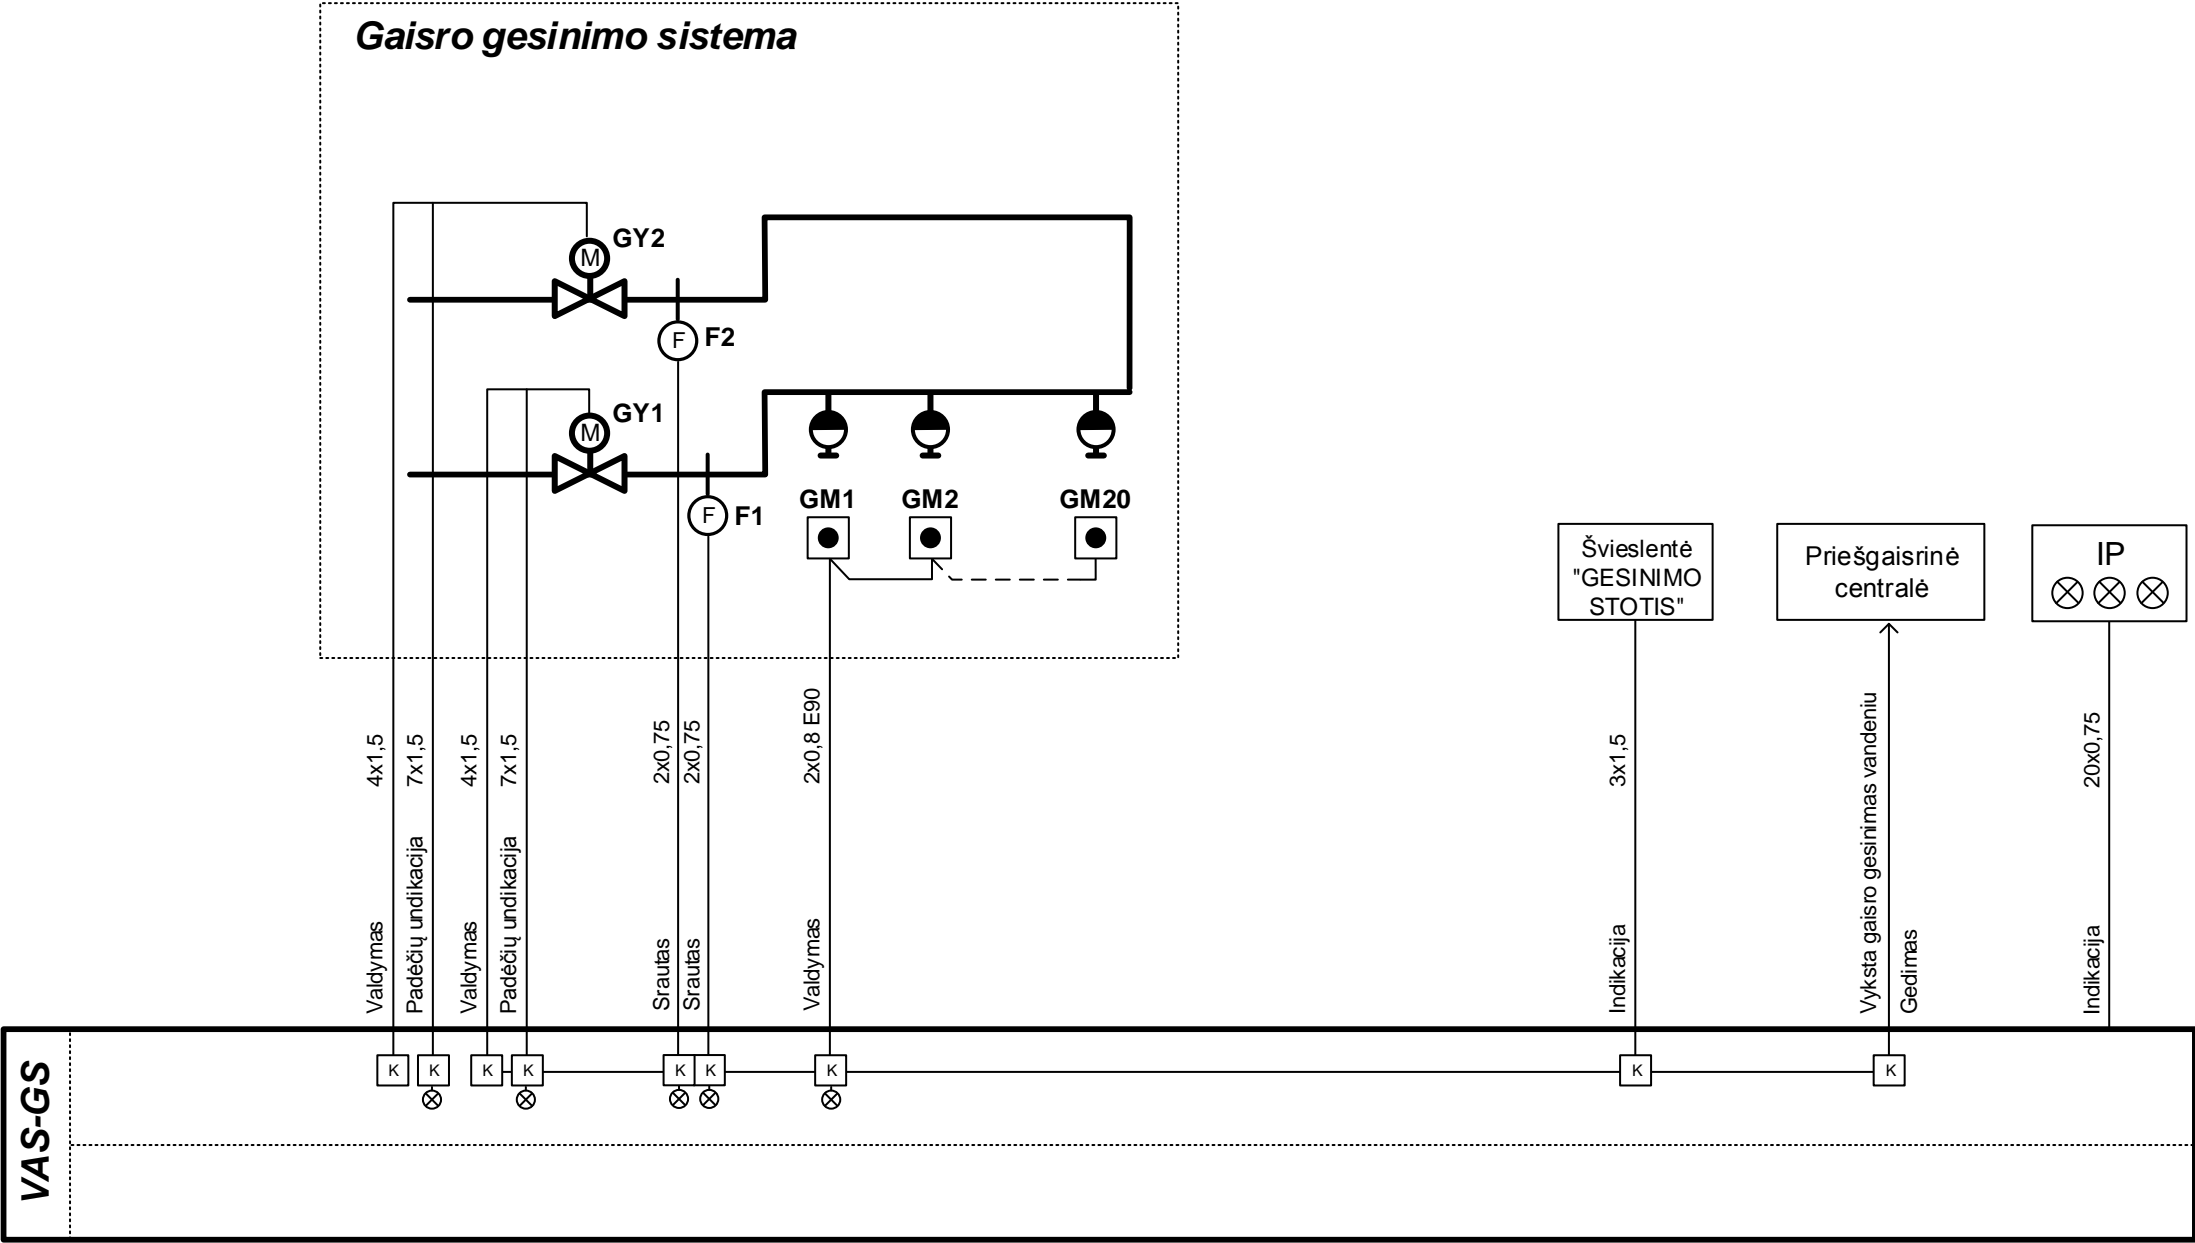 Gaisro gesinimo sistema
GY2
M
F
F2
GY1
M
F
F1
GM1
GM2
GM20
Švieslentė
"GESINIMO
STOTIS"
Priešgaisrinė
centralė
IP
4x1,5
7x1,5
4x1,5
7x1,5
2x0,75
2x0,75
2x0,8 E90
3x1,5
20x0,75
Valdymas
Padėčių undikacija
Valdymas
Padėčių undikacija
Srautas
Srautas
Valdymas
Indikacija
Vyksta gaisro gesinimas vandeniu
Gedimas
Indikacija
VAS-GS
K
K
K
K
K
K
K
K
K